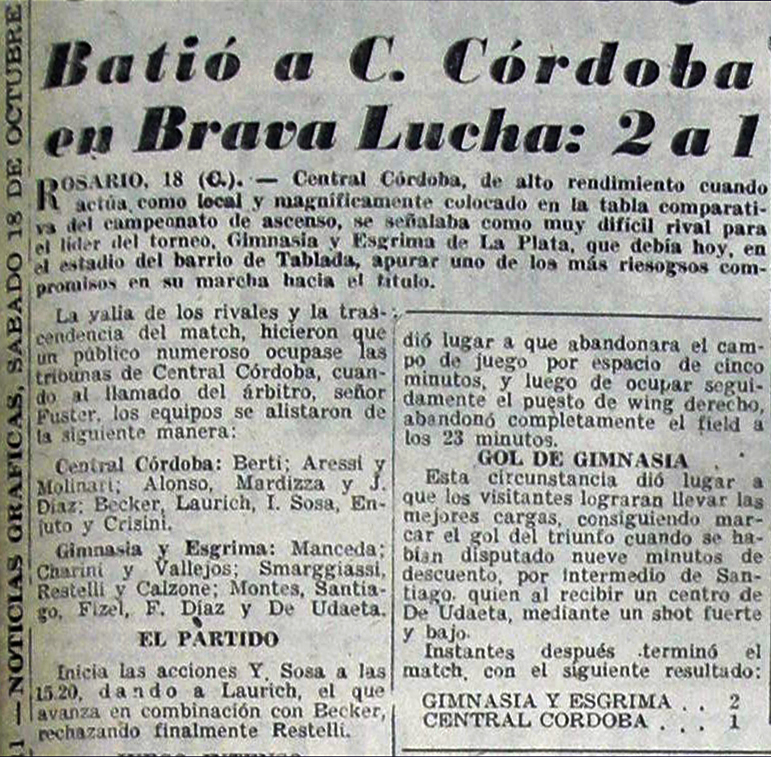 11 — NOTICIAS GRAFICAS, SABADO 18 DE OCTUBRE
Batió a C. Córdoba
en Brava Lucha: 2 a 1
ROSARIO, 18 (C.). — Central Córdoba, de alto rendimiento cuando
actúa como local y magníficamente colocado en la tabla comparati-
va del campeonato de ascenso, se señalaba como muy difícil rival para
el líder del torneo, Gimnasia y Esgrima de La Plata, que debía hoy, en
el estadio del barrio de Tablada, apurar uno de los más riesogsos com-
promisos en su marcha hacia el título.
La valia de los rivales y la tras-
cendencia del match, hicieron que
un público numeroso ocupase las
tribunas de Central Córdoba, cuan-
do al llamado del árbitro, señor
Fuster, los equipos se alistaron de
la siguiente manera:
Central Córdoba: Berti; Aressi y
Molinari; Alonso, Mardizza y J.
Díaz; Becker, Laurich, I. Sosa, En-
juto y Crisini.
Gimnasia y Esgrima: Manceda;
Charini y Vallejos; Smarggiassi,
Restelli y Calzone; Montes, Santia-
go, Fizel, F. Díaz y De Udaeta.
EL PARTIDO
Inicia las acciones Y. Sosa a las
15.20, dando a Laurich, el que
avanza en combinación con Becker,
rechazando finalmente Restelli.
dió lugar a que abandonara el cam-
po de juego por espacio de cinco
minutos, y luego de ocupar segui-
damente el puesto de wing derecho,
abandonó completamente el field a
los 23 minutos.
GOL DE GIMNASIA
Esta circunstancia dió lugar a
que los visitantes lograran llevar las
mejores cargas, consiguiendo mar-
car el gol del triunfo cuando se ha-
bían disputado nueve minutos de
descuento, por intermedio de San-
tiago, quien al recibir un centro de
De Udaeta, mediante un shot fuerte
y bajo.
Instantes después terminó el
match, con el siguiente resultado:
GIMNASIA Y ESGRIMA . . 2
CENTRAL CORDOBA . . . 1